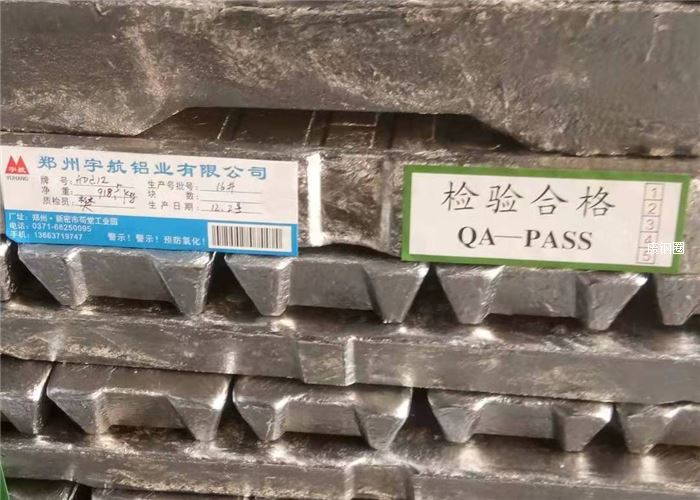 宇航
YUHANG
郑州宇航铝业有限公司
牌号: ADC12 生产号批号: 16#
净重: 918.5 kg 块数:
质检员: 生产日期: 12.23
厂址: 郑州·新密市苟堂工业园
电话: 0371-68250095
手机: 13663719747 警示!警示!预防氧化!
检验合格
QA—PASS
1
2
3
4
5
废钢圈